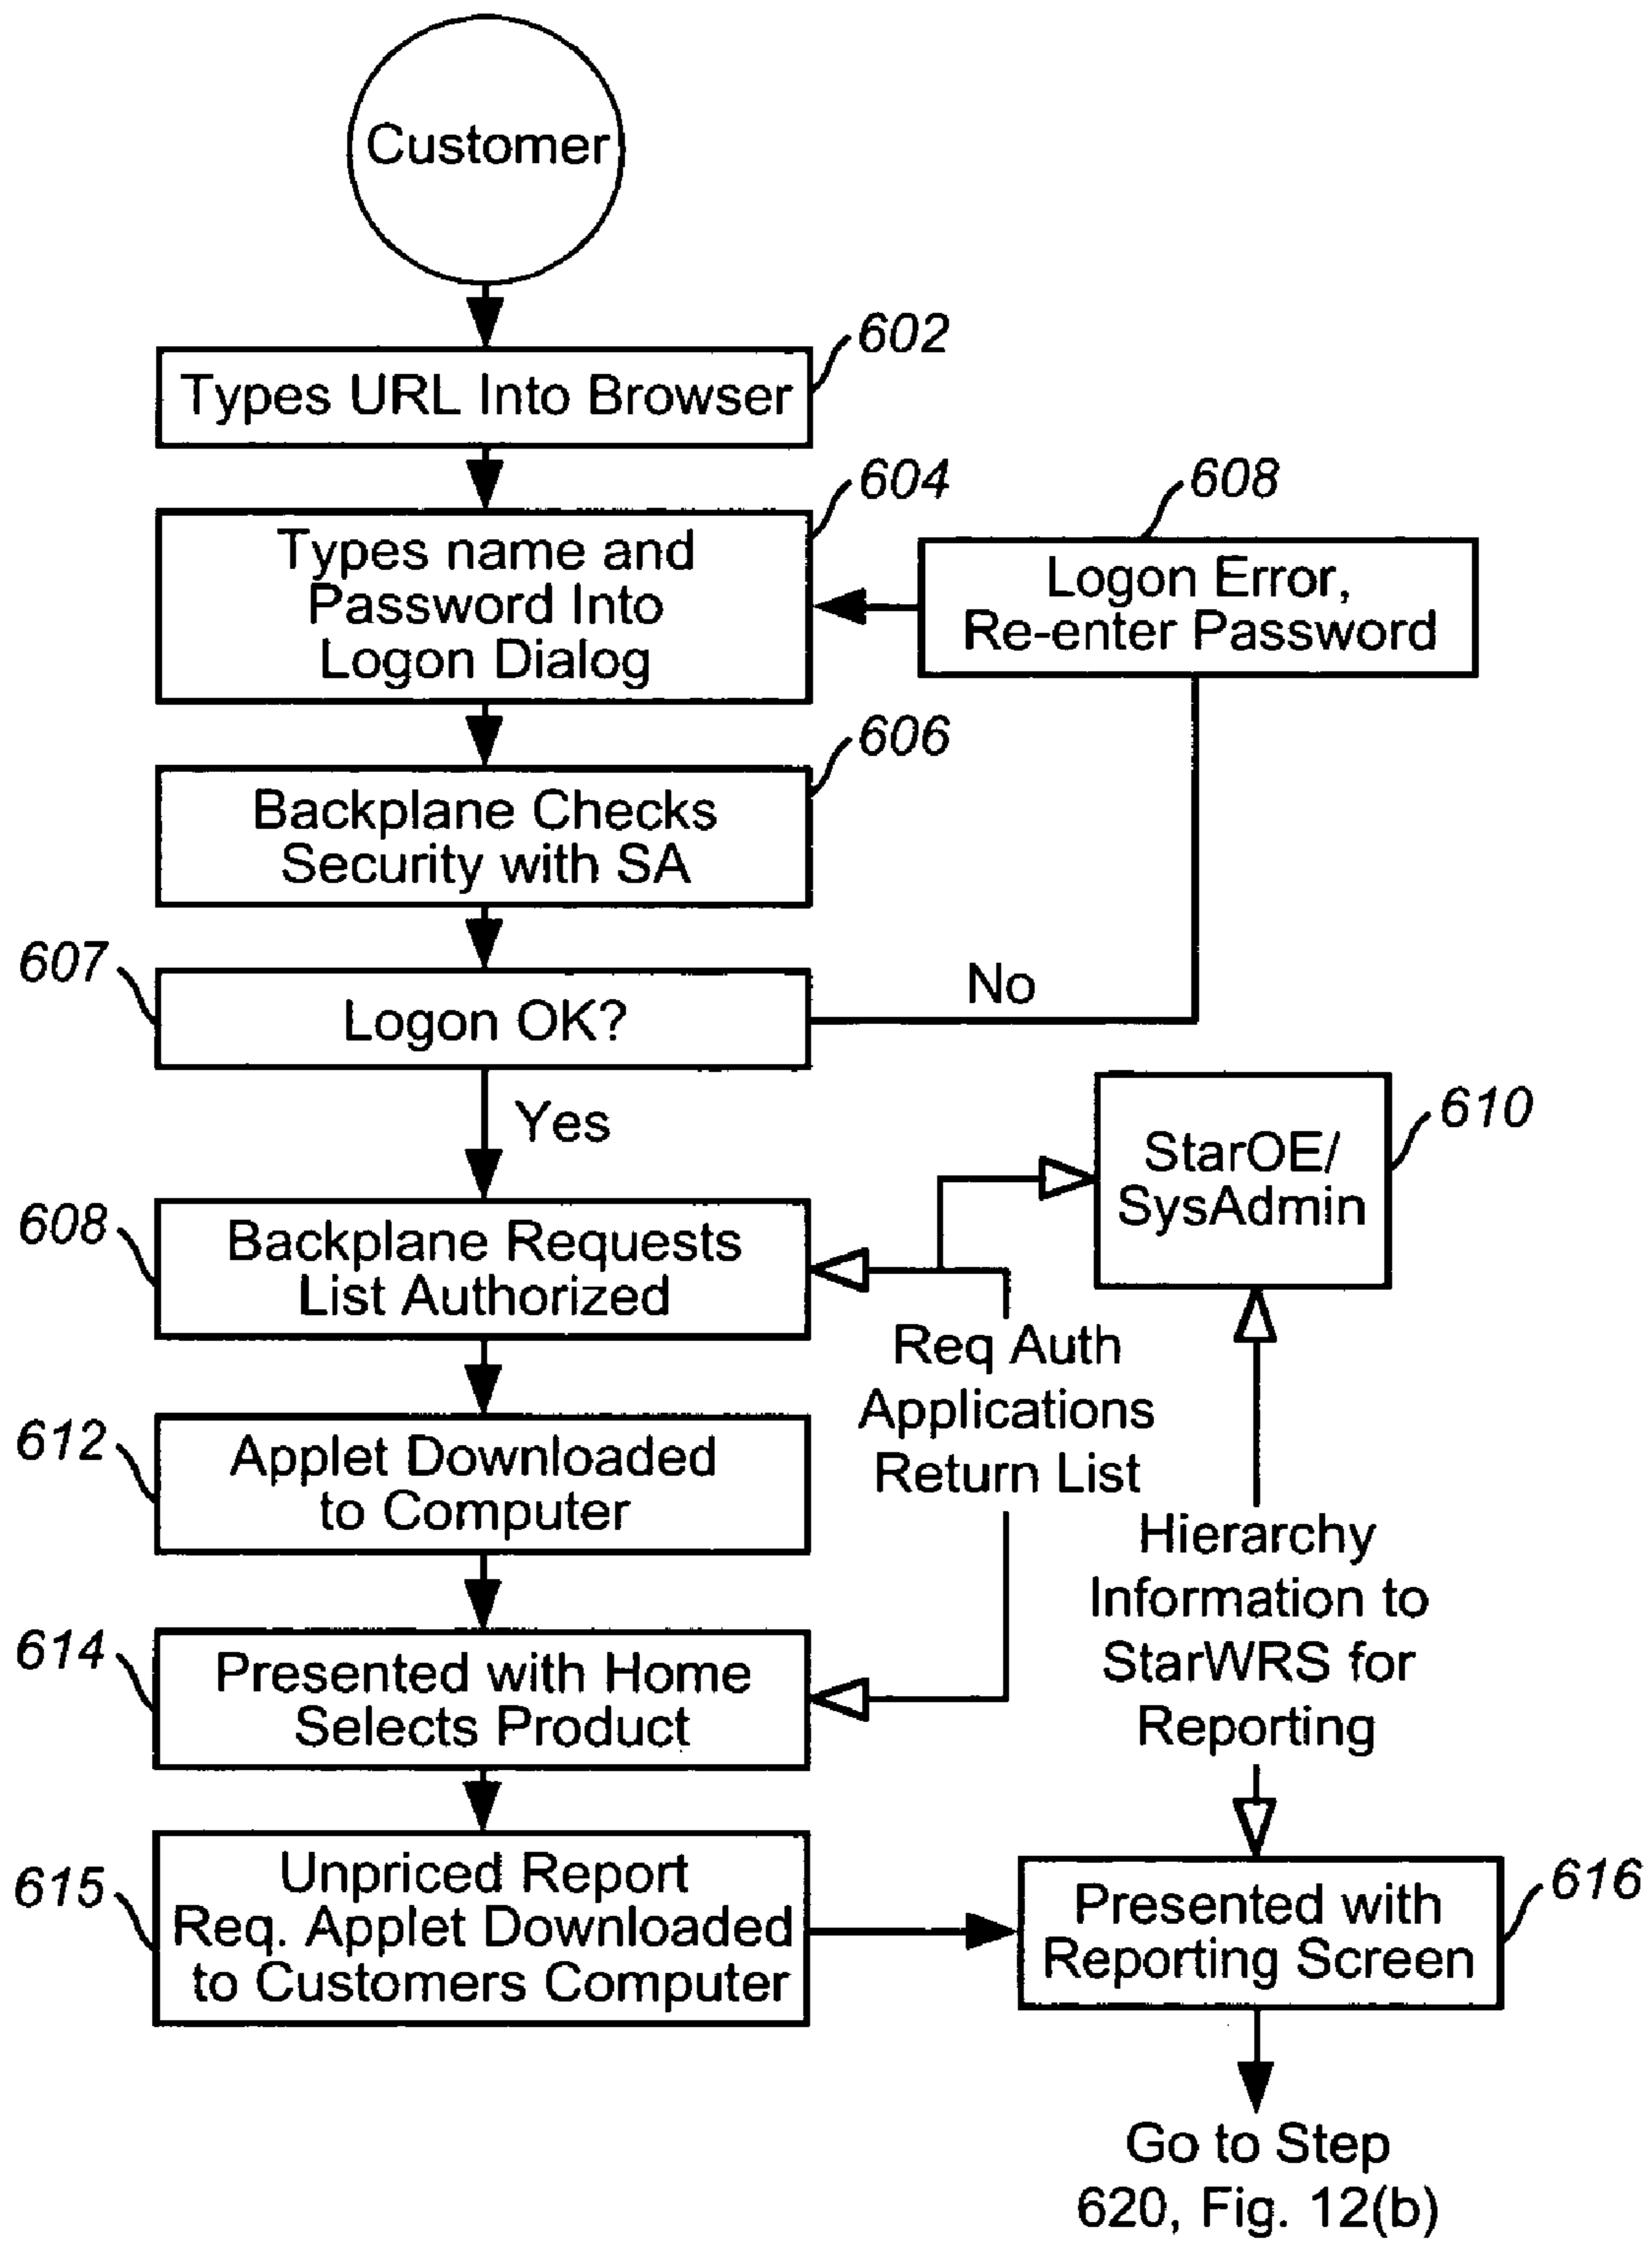 Customer
602
Types URL Into Browser
604
Types name and
Password Into
Logon Dialog
608
Logon Error,
Re-enter Password
606
Backplane Checks
Security with SA
607
Logon OK?
No
Yes
610
StarOE/
SysAdmin
608
Backplane Requests
List Authorized
Req Auth
Applications
Return List
612
Applet Downloaded
to Computer
Hierarchy
Information to
StarWRS for
Reporting
614
Presented with Home
Selects Product
615
Unpriced Report
Req. Applet Downloaded
to Customers Computer
616
Presented with
Reporting Screen
Go to Step
620, Fig. 12(b)